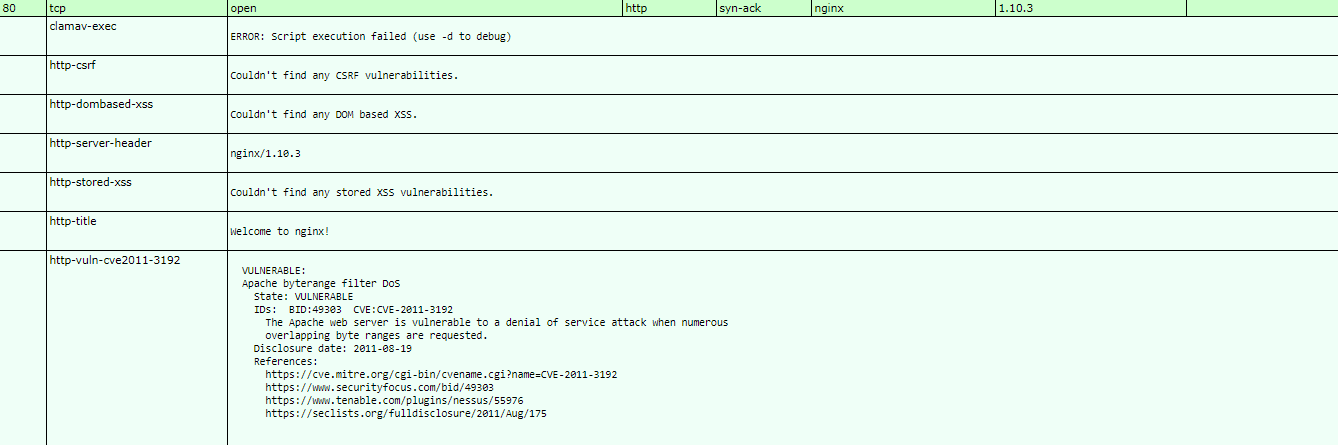 80 tcp open http syn-ack nginx 1.10.3
clamav-exec
ERROR: Script execution failed (use -d to debug)
http-csrf
Couldn't find any CSRF vulnerabilities.
http-dombased-xss
Couldn't find any DOM based XSS.
http-server-header
nginx/1.10.3
http-stored-xss
Couldn't find any stored XSS vulnerabilities.
http-title
Welcome to nginx!
http-vuln-cve2011-3192
VULNERABLE:
Apache byterange filter DoS
State: VULNERABLE
IDs:  BID:49303  CVE:CVE-2011-3192
The Apache web server is vulnerable to a denial of service attack when numerous
overlapping byte ranges are requested.
Disclosure date: 2011-08-19
References:
https://cve.mitre.org/cgi-bin/cvename.cgi?name=CVE-2011-3192
https://www.securityfocus.com/bid/49303
https://www.tenable.com/plugins/nessus/55976
https://seclists.org/fulldisclosure/2011/Aug/175